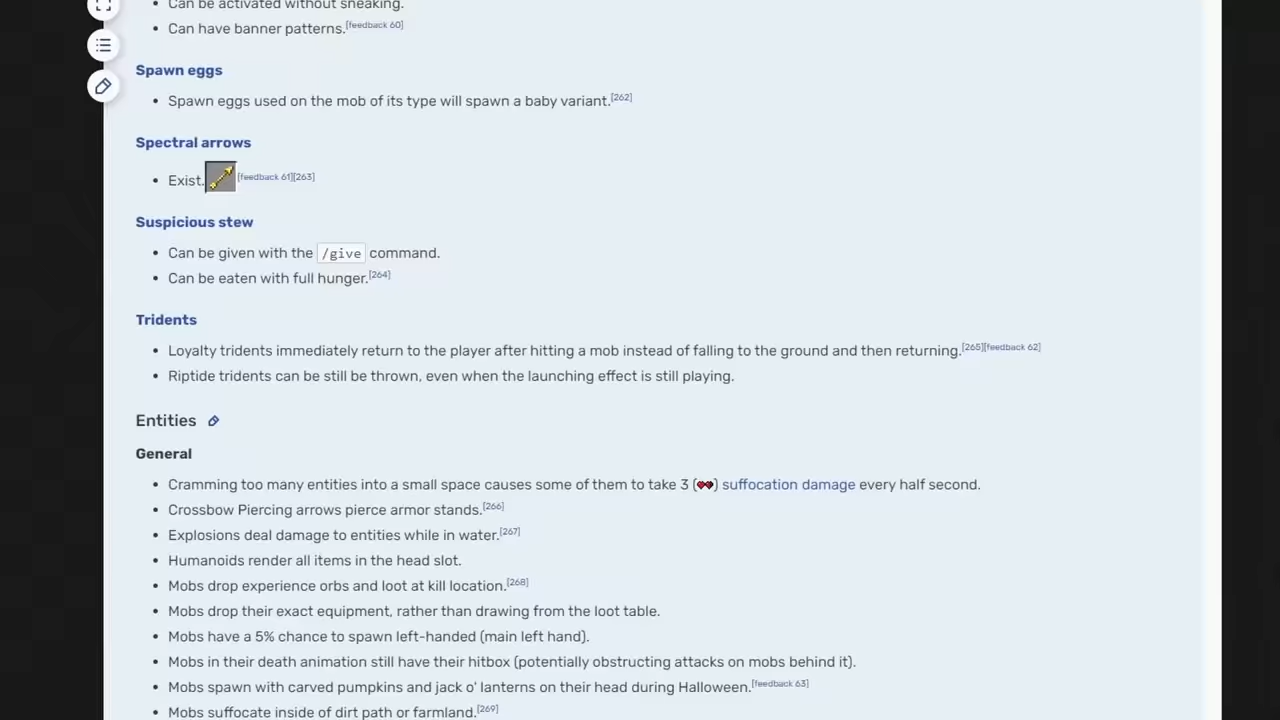 Can be activated without sneaking.
Can have banner patterns.[feedback 60]
Spawn eggs
Spawn eggs used on the mob of its type will spawn a baby variant.[262]
Spectral arrows
Exist.[feedback 61][263]
Suspicious stew
Can be given with the /give command.
Can be eaten with full hunger.[264]
Tridents
Loyalty tridents immediately return to the player after hitting a mob instead of falling to the ground and then returning.[265][feedback 62]
Riptide tridents can be still be thrown, even when the launching effect is still playing.
Entities
General
Cramming too many entities into a small space causes some of them to take 3 () suffocation damage every half second.
Crossbow Piercing arrows pierce armor stands.[266]
Explosions deal damage to entities while in water.[267]
Humanoids render all items in the head slot.
Mobs drop experience orbs and loot at kill location.[268]
Mobs drop their exact equipment, rather than drawing from the loot table.
Mobs have a 5% chance to spawn left-handed (main left hand).
Mobs in their death animation still have their hitbox (potentially obstructing attacks on mobs behind it).
Mobs spawn with carved pumpkins and jack o' lanterns on their head during Halloween.[feedback 63]
Mobs suffocate inside of dirt path or farmland.[269]